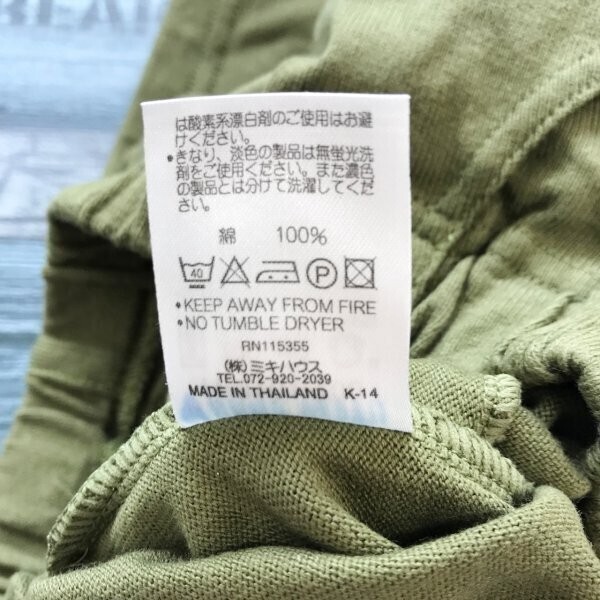 は酸素系漂白剤のご使用はお避
けください。
・きなり、淡色の製品は無蛍光洗
剤をご使用ください。また濃色
の製品とは分けて洗濯してくだ
さい。
綿 100%
40 P
・KEEP AWAY FROM FIRE
・NO TUMBLE DRYER
RN115355
(株)ミキハウス
TEL.072-920-2039
MADE IN THAILAND K-14